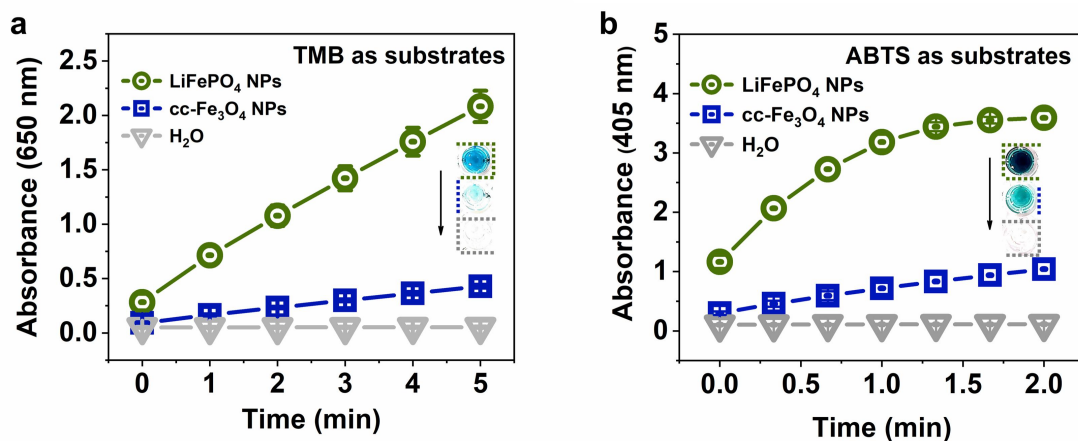 a
TMB as substrates
LiFePO₄ NPs
cc-Fe₃O₄ NPs
H₂O
Absorbance (650 nm)
2.5
2.0
1.5
1.0
0.5
0.0
0 1 2 3 4 5
Time (min)
b
ABTS as substrates
LiFePO₄ NPs
cc-Fe₃O₄ NPs
H₂O
Absorbance (405 nm)
5
4
3
2
1
0
0.0 0.5 1.0 1.5 2.0
Time (min)